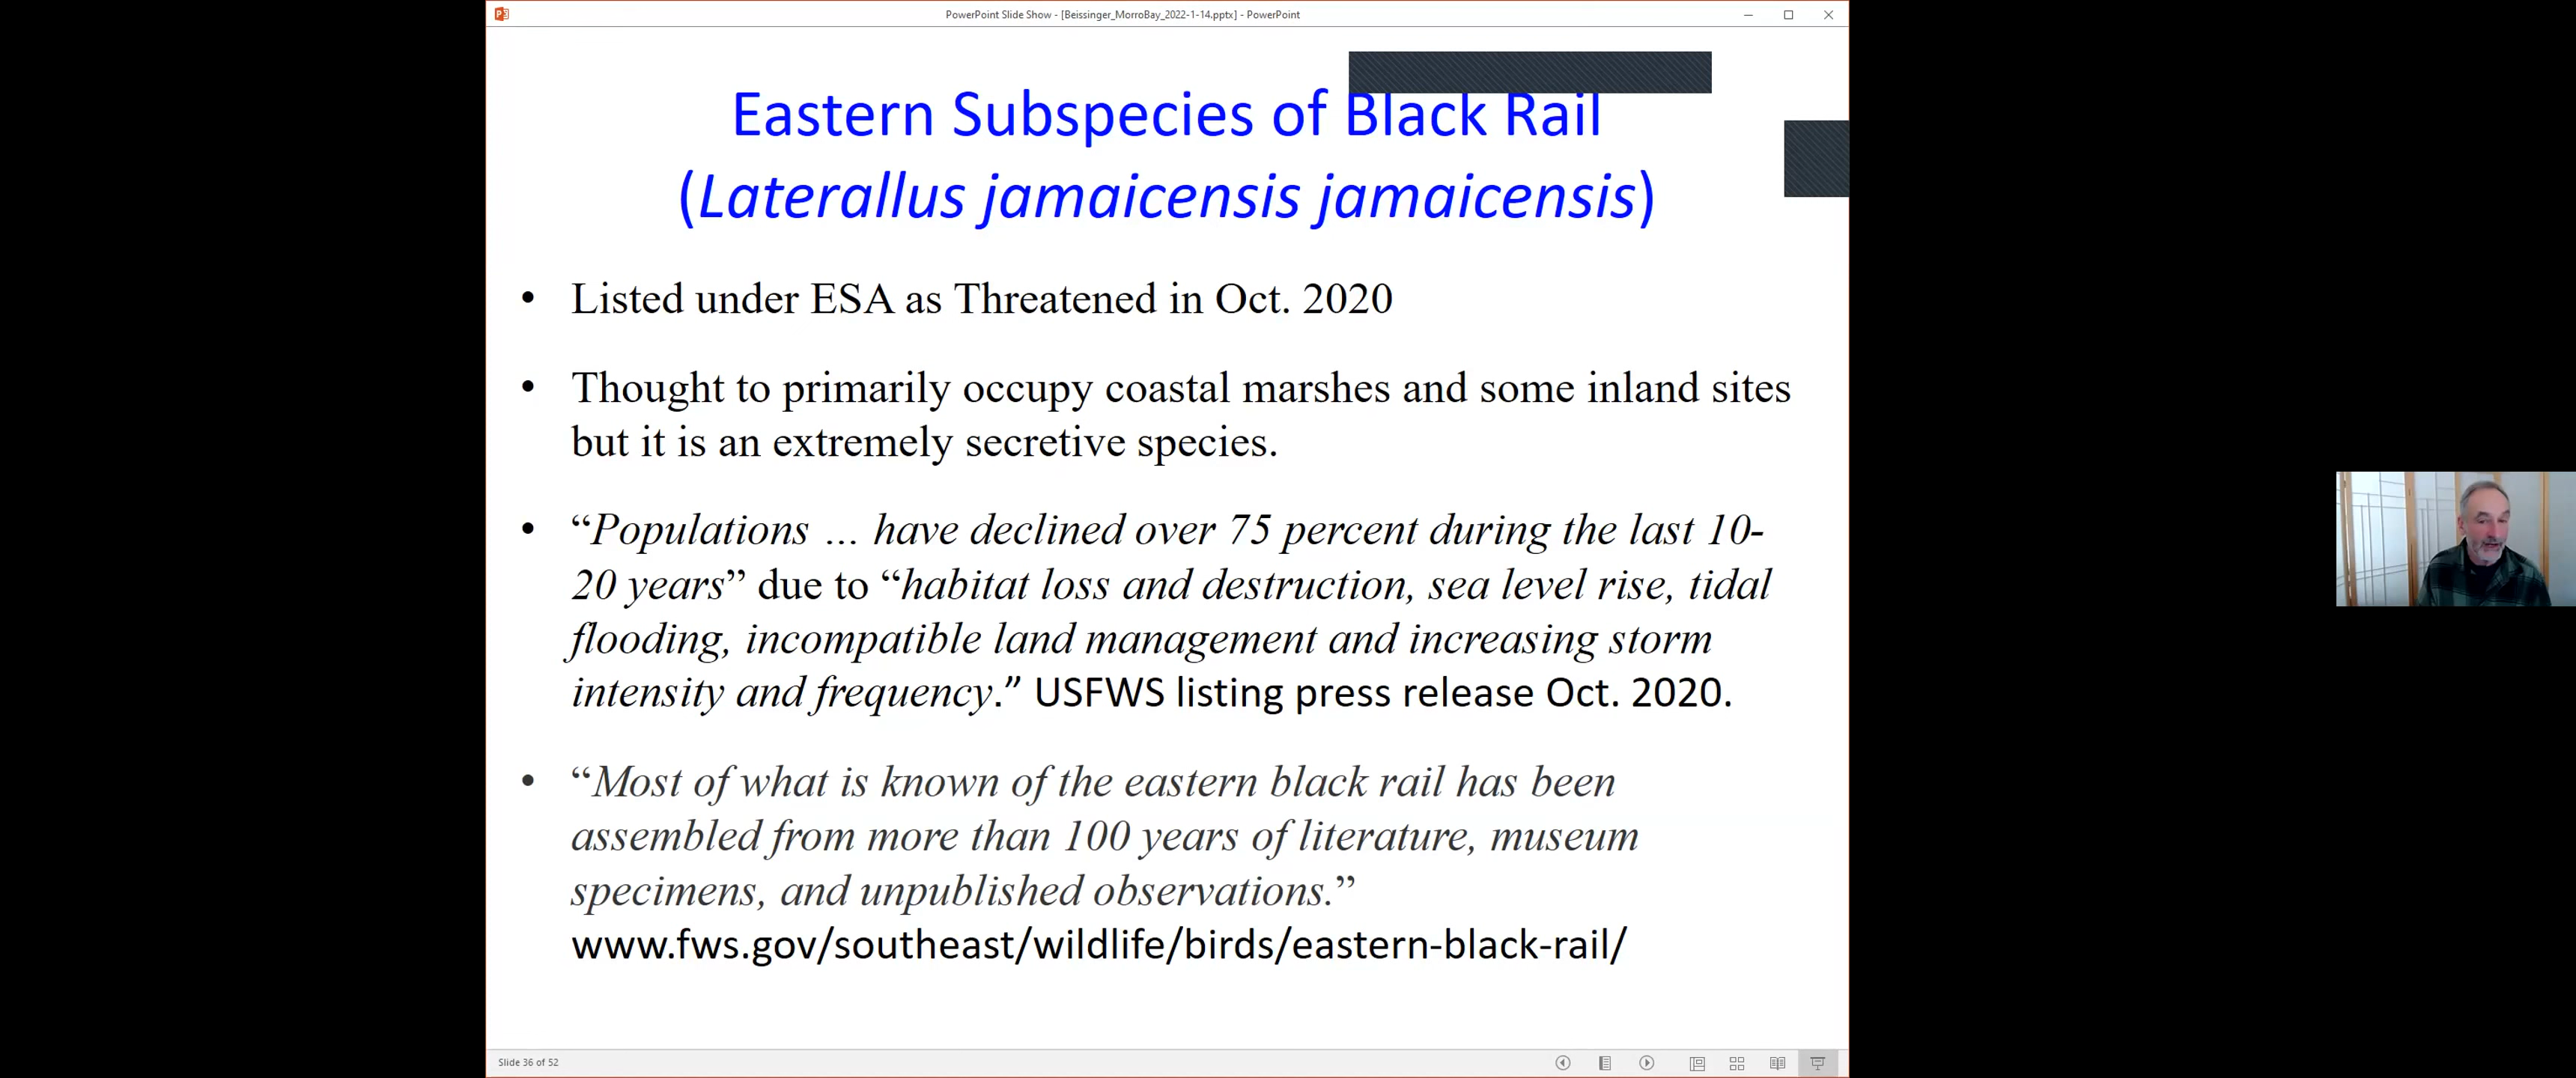 PowerPoint Slide Show - [Beissinger_MorroBay_2022-1-14.pptx] - PowerPoint
Eastern Subspecies of Black Rail
(Laterallus jamaicensis jamaicensis)
• Listed under ESA as Threatened in Oct. 2020
• Thought to primarily occupy coastal marshes and some inland sites
but it is an extremely secretive species.
• “Populations … have declined over 75 percent during the last 10-
20 years” due to “habitat loss and destruction, sea level rise, tidal
flooding, incompatible land management and increasing storm
intensity and frequency.” USFWS listing press release Oct. 2020.
• “Most of what is known of the eastern black rail has been
assembled from more than 100 years of literature, museum
specimens, and unpublished observations.”
www.fws.gov/southeast/wildlife/birds/eastern-black-rail/
Slide 36 of 52